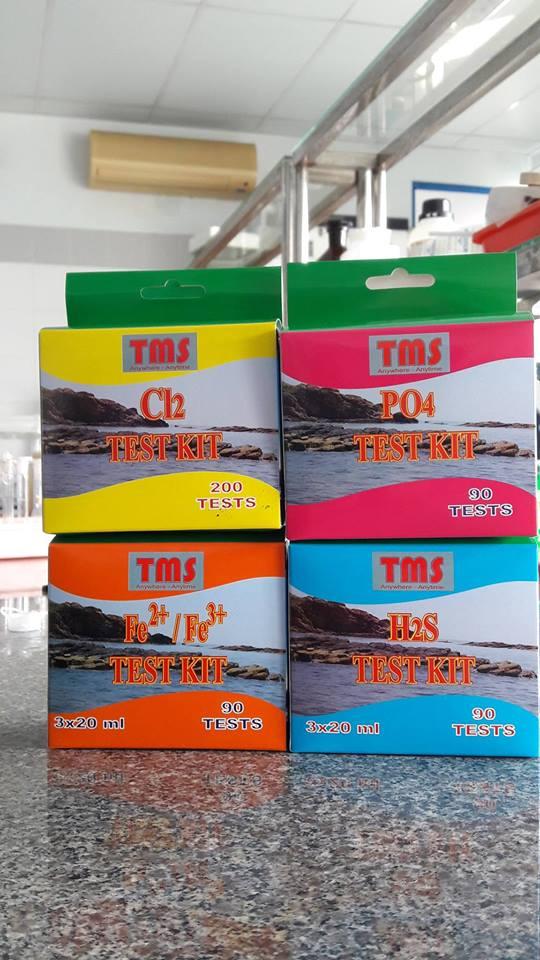 TMS
Anywhere - Anytime
Cl2
TEST KIT
200
TESTS
TMS
Anywhere - Anytime
PO4
TEST KIT
90
TESTS
TMS
Anywhere - Anytime
Fe2+ / Fe3+
TEST KIT
3x20 ml
90
TESTS
TMS
Anywhere - Anytime
H2S
TEST KIT
3x20 ml
90
TESTS